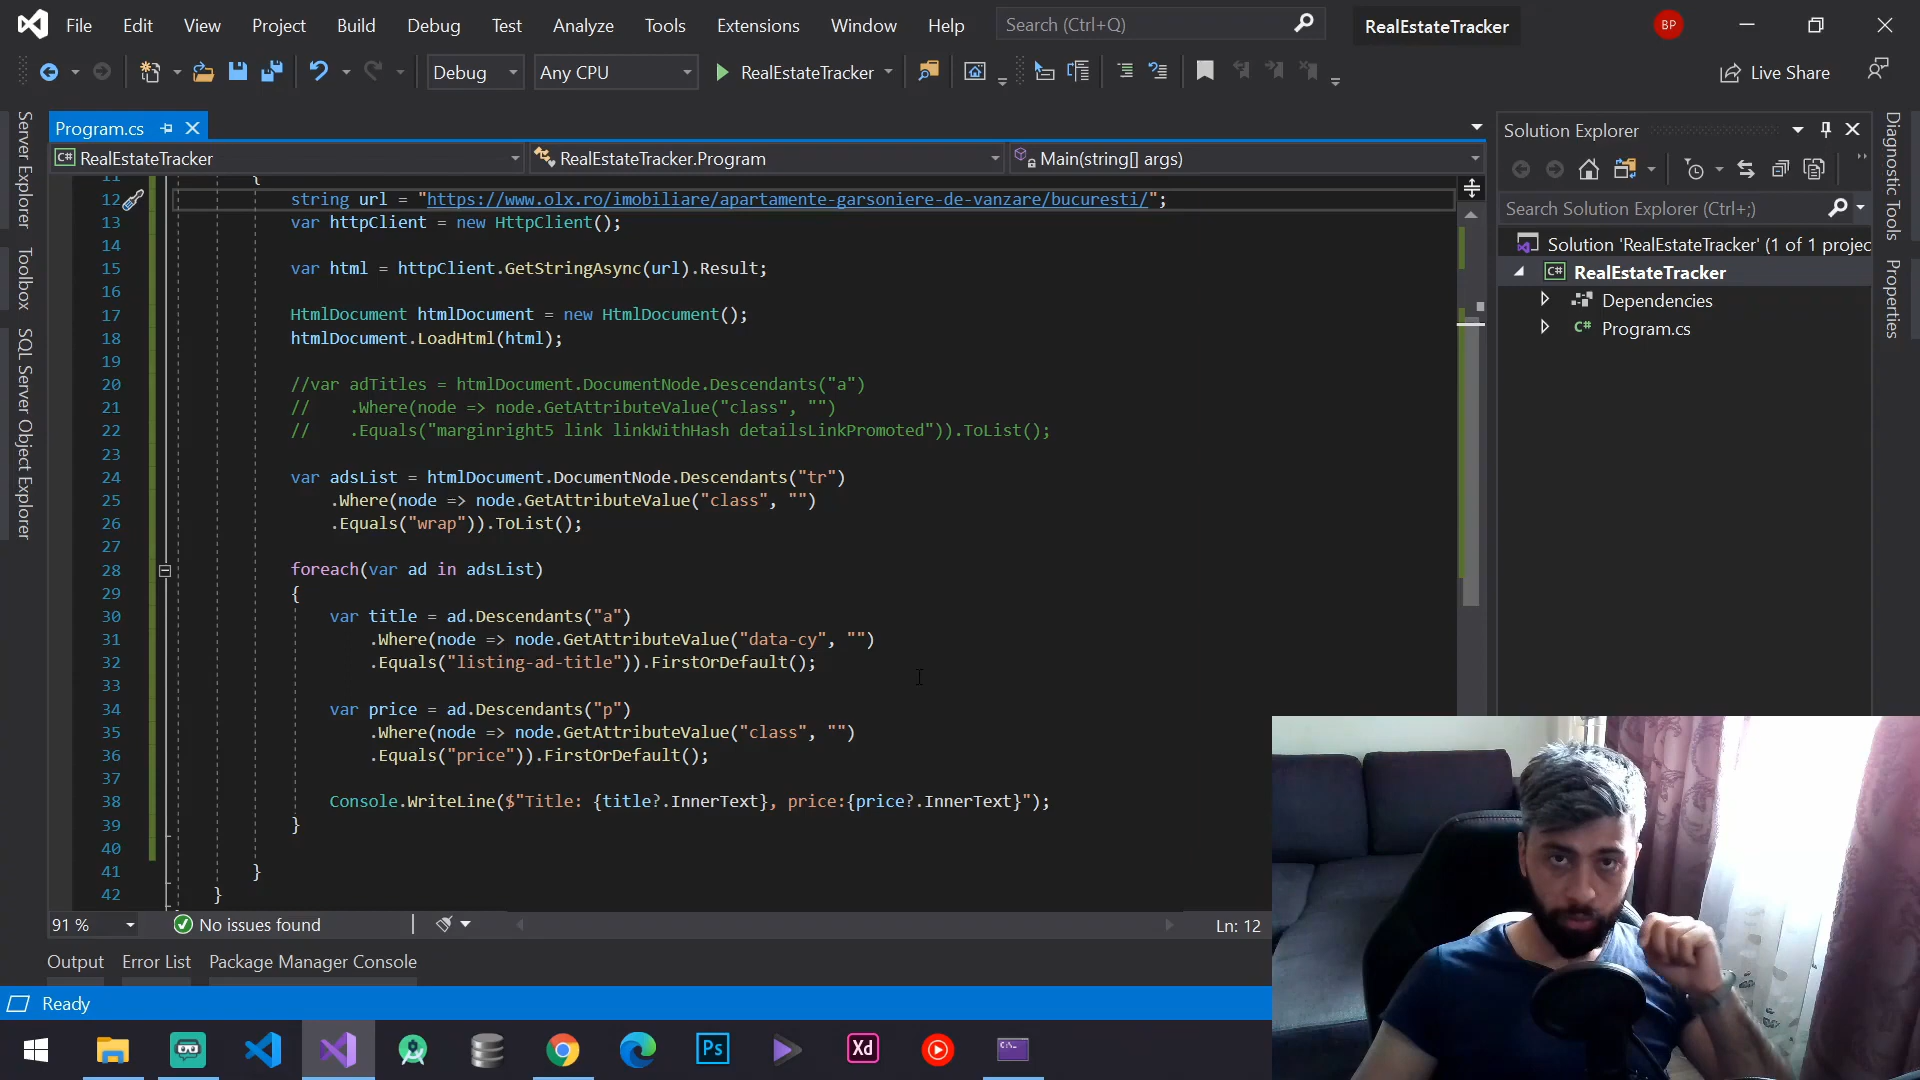 File Edit View Project Build Debug Test Analyze Tools Extensions Window Help Search (Ctrl+Q) RealEstateTracker BP
Debug Any CPU RealEstateTracker Live Share
Server Explorer
Toolbox
SQL Server Object Explorer
Program.cs
RealEstateTracker RealEstateTracker.Program Main(string[] args)
11 {
12 string url = "https://www.olx.ro/imobiliare/apartamente-garsoniere-de-vanzare/bucuresti/";
13 var httpClient = new HttpClient();
14
15 var html = httpClient.GetStringAsync(url).Result;
16
17 HtmlDocument htmlDocument = new HtmlDocument();
18 htmlDocument.LoadHtml(html);
19
20 //var adTitles = htmlDocument.DocumentNode.Descendants("a")
21 // .Where(node => node.GetAttributeValue("class", "")
22 // .Equals("marginright5 link linkWithHash detailsLinkPromoted")).ToList();
23
24 var adsList = htmlDocument.DocumentNode.Descendants("tr")
25 .Where(node => node.GetAttributeValue("class", "")
26 .Equals("wrap")).ToList();
27
28 foreach(var ad in adsList)
29 {
30 var title = ad.Descendants("a")
31 .Where(node => node.GetAttributeValue("data-cy", "")
32 .Equals("listing-ad-title")).FirstOrDefault();
33
34 var price = ad.Descendants("p")
35 .Where(node => node.GetAttributeValue("class", "")
36 .Equals("price")).FirstOrDefault();
37
38 Console.WriteLine($"Title: {title?.InnerText}, price:{price?.InnerText}");
39 }
40
41 }
42 }
91 % No issues found Ln: 12
Output Error List Package Manager Console
Ready
Solution Explorer
Search Solution Explorer (Ctrl+;)
Solution 'RealEstateTracker' (1 of 1 projec
C# RealEstateTracker
Dependencies
C# Program.cs
Diagnostic Tools
Properties
Ps
Xd